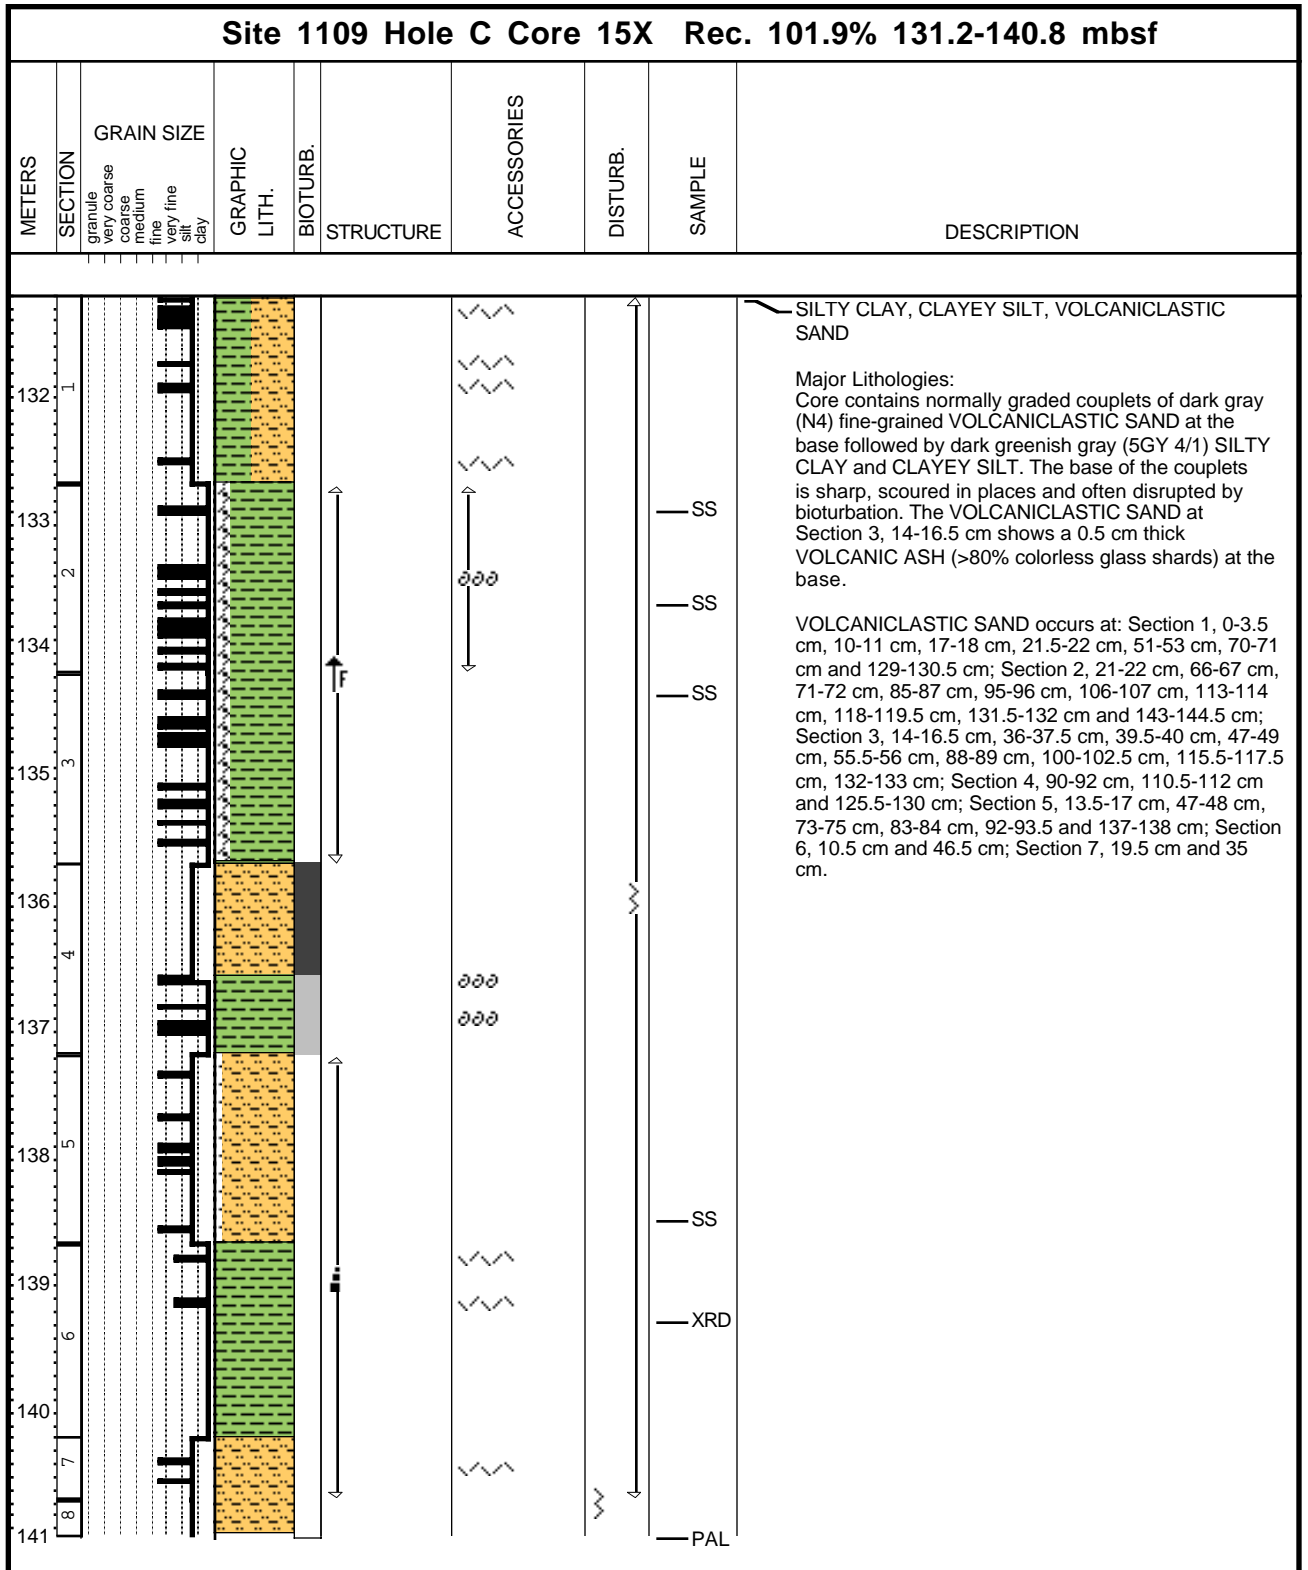 Site 1109 Hole C Core 15X Rec. 101.9% 131.2-140.8 mbsf
METERS
SECTION
GRAIN SIZE
granule
very coarse
coarse
medium
fine
very fine
silt
clay
GRAPHIC
LITH.
BIOTURB.
STRUCTURE
ACCESSORIES
DISTURB.
SAMPLE
DESCRIPTION
SILTY CLAY, CLAYEY SILT, VOLCANICLASTIC
SAND
Major Lithologies:
Core contains normally graded couplets of dark gray
(N4) fine-grained VOLCANICLASTIC SAND at the
base followed by dark greenish gray (5GY 4/1) SILTY
CLAY and CLAYEY SILT. The base of the couplets
is sharp, scoured in places and often disrupted by
bioturbation. The VOLCANICLASTIC SAND at
Section 3, 14-16.5 cm shows a 0.5 cm thick
VOLCANIC ASH (>80% colorless glass shards) at the
base.
VOLCANICLASTIC SAND occurs at: Section 1, 0-3.5
cm, 10-11 cm, 17-18 cm, 21.5-22 cm, 51-53 cm, 70-71
cm and 129-130.5 cm; Section 2, 21-22 cm, 66-67 cm,
71-72 cm, 85-87 cm, 95-96 cm, 106-107 cm, 113-114
cm, 118-119.5 cm, 131.5-132 cm and 143-144.5 cm;
Section 3, 14-16.5 cm, 36-37.5 cm, 39.5-40 cm, 47-49
cm, 55.5-56 cm, 88-89 cm, 100-102.5 cm, 115.5-117.5
cm, 132-133 cm; Section 4, 90-92 cm, 110.5-112 cm
and 125.5-130 cm; Section 5, 13.5-17 cm, 47-48 cm,
73-75 cm, 83-84 cm, 92-93.5 and 137-138 cm; Section
6, 10.5 cm and 46.5 cm; Section 7, 19.5 cm and 35
cm.
132
133
134
135
136
137
138
139
140
141
1
2
3
4
5
6
7
8
F
SS
SS
SS
SS
XRD
PAL